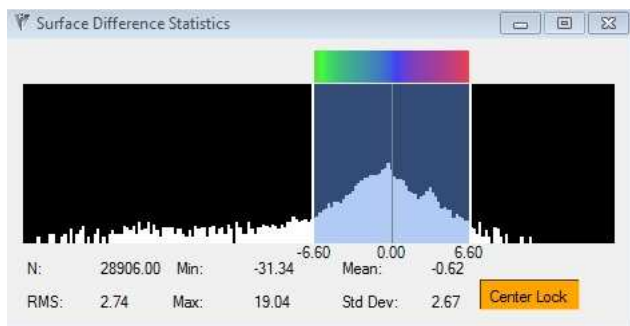 Surface Difference Statistics
-6.60 0.00 6.60
N: 28906.00 Min: -31.34 Mean: -0.62
RMS: 2.74 Max: 19.04 Std Dev: 2.67 Center Lock